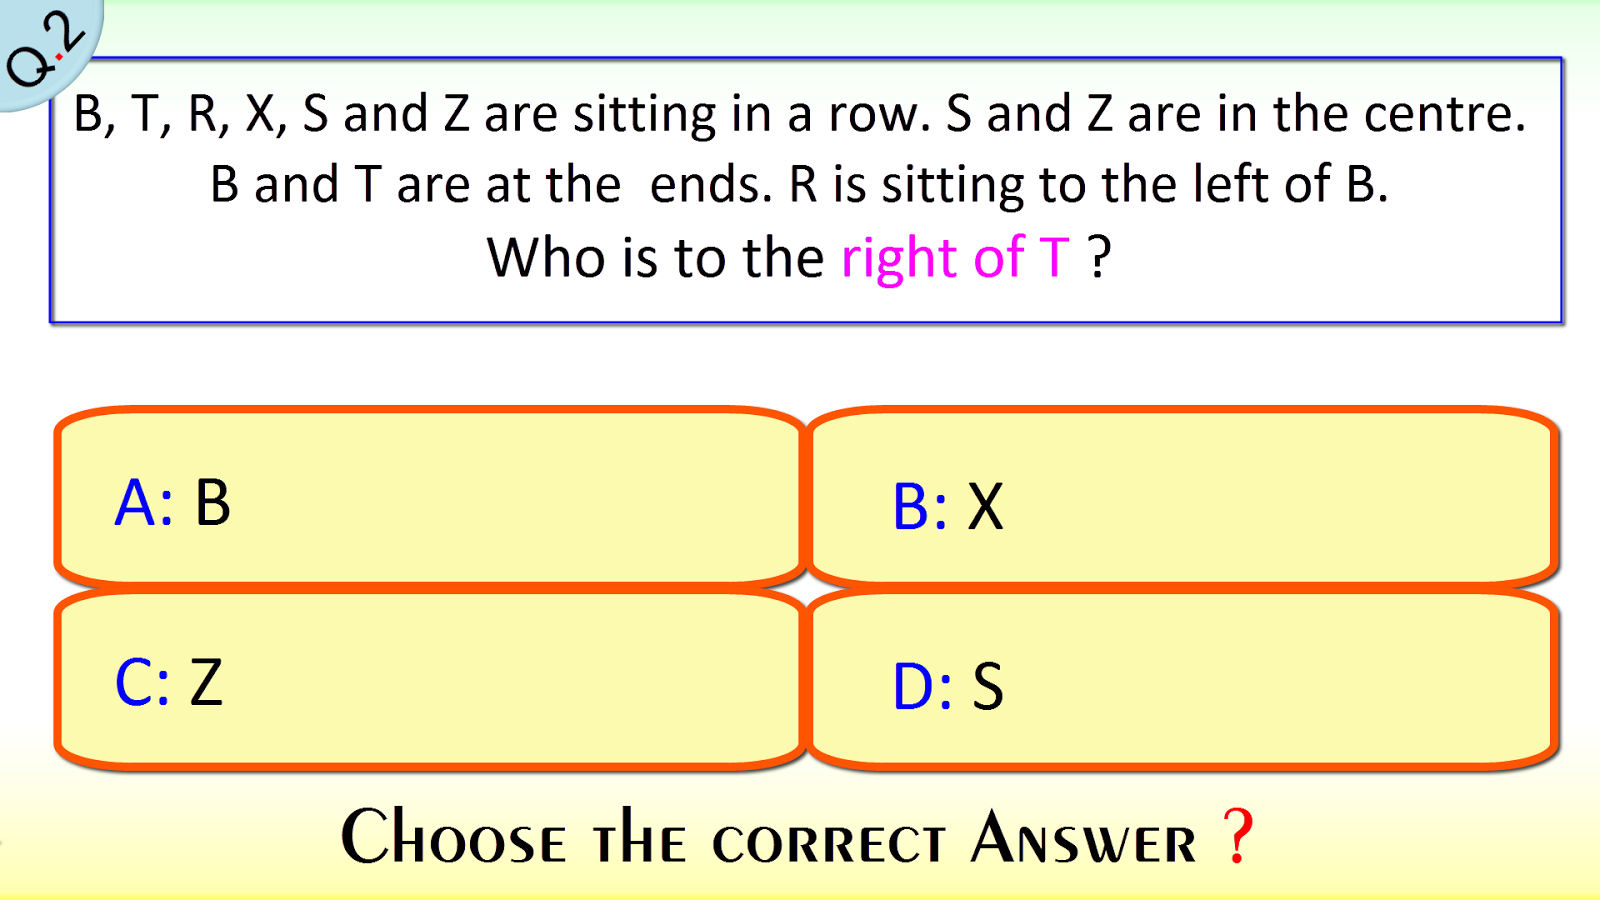 Q.2
B, T, R, X, S and Z are sitting in a row. S and Z are in the centre.
B and T are at the ends. R is sitting to the left of B.
Who is to the right of T ?
A: B
B: X
C: Z
D: S
Choose the correct Answer ?